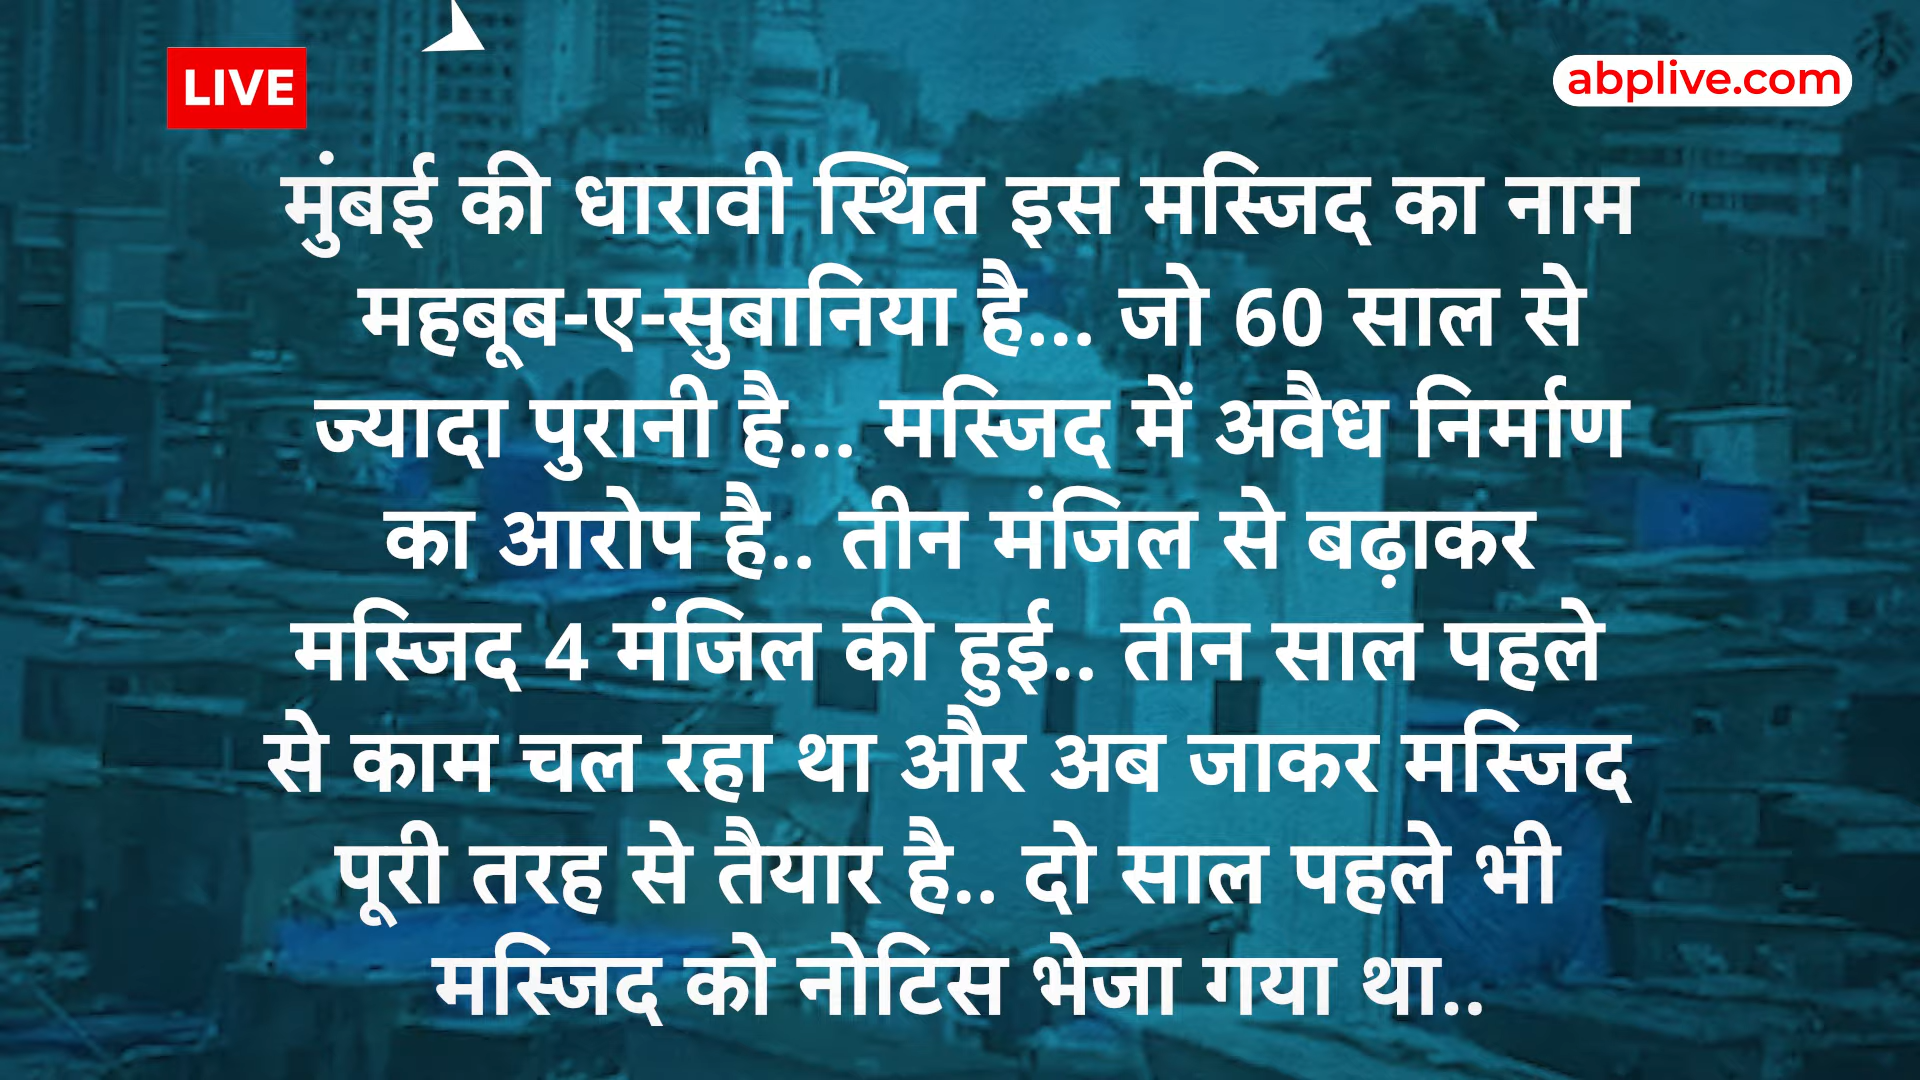 LIVE
abplive.com
मुंबई की धारावी स्थित इस मस्जिद का नाम
महबूब-ए-सुबानिया है... जो 60 साल से
ज्यादा पुरानी है... मस्जिद में अवैध निर्माण
का आरोप है.. तीन मंजिल से बढ़ाकर
मस्जिद 4 मंजिल की हुई.. तीन साल पहले
से काम चल रहा था और अब जाकर मस्जिद
पूरी तरह से तैयार है.. दो साल पहले भी
मस्जिद को नोटिस भेजा गया था..